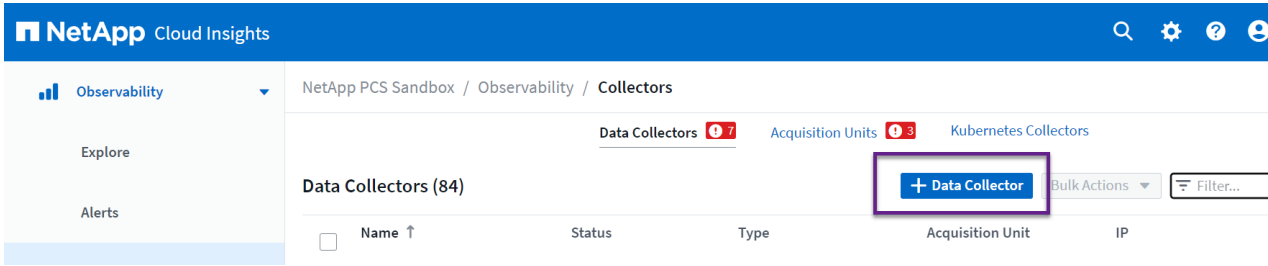 NetApp Cloud Insights
Observability
NetApp PCS Sandbox / Observability / Collectors
Data Collectors 7 Acquisition Units 3 Kubernetes Collectors
Explore
Data Collectors (84) + Data Collector Bulk Actions Filter...
Alerts
Name ↑ Status Type Acquisition Unit IP